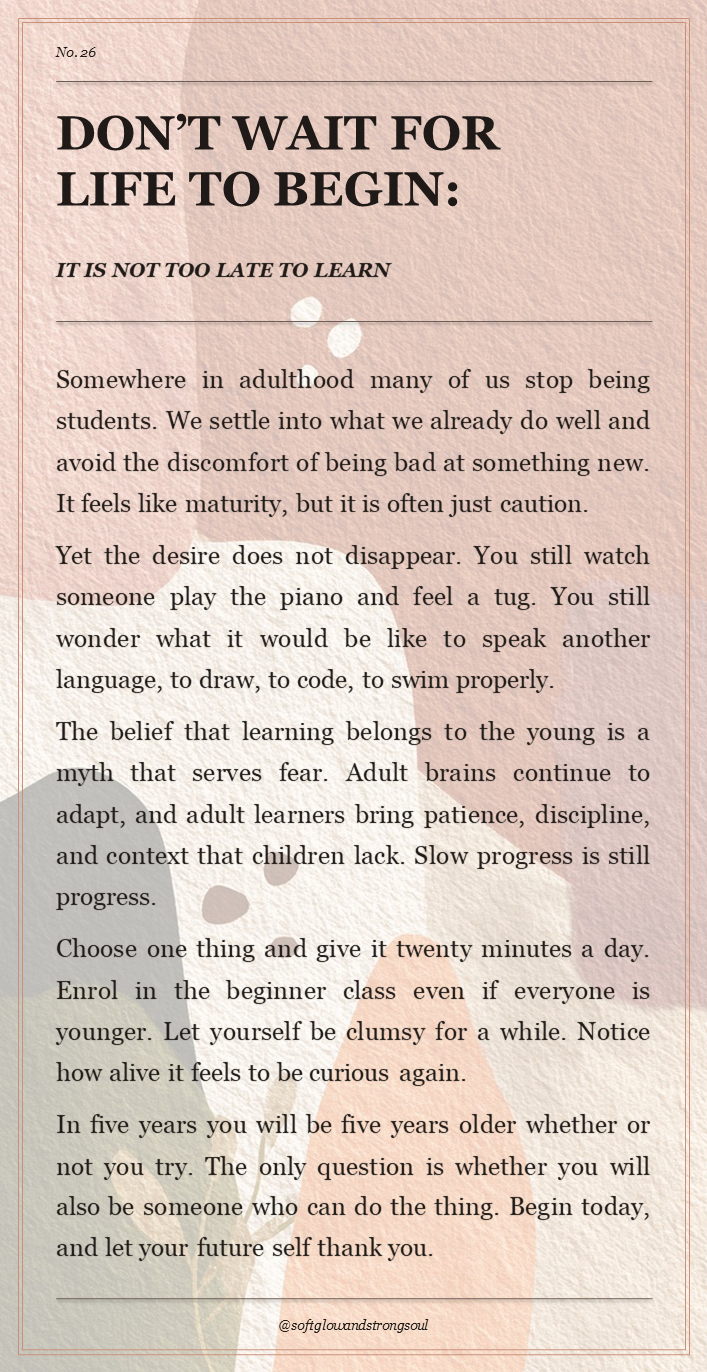 No. 26
DON’T WAIT FOR
LIFE TO BEGIN:
IT IS NOT TOO LATE TO LEARN
Somewhere in adulthood many of us stop being
students. We settle into what we already do well and
avoid the discomfort of being bad at something new.
It feels like maturity, but it is often just caution.
Yet the desire does not disappear. You still watch
someone play the piano and feel a tug. You still
wonder what it would be like to speak another
language, to draw, to code, to swim properly.
The belief that learning belongs to the young is a
myth that serves fear. Adult brains continue to
adapt, and adult learners bring patience, discipline,
and context that children lack. Slow progress is still
progress.
Choose one thing and give it twenty minutes a day.
Enrol in the beginner class even if everyone is
younger. Let yourself be clumsy for a while. Notice
how alive it feels to be curious again.
In five years you will be five years older whether or
not you try. The only question is whether you will
also be someone who can do the thing. Begin today,
and let your future self thank you.
@softglowandstrongsoul